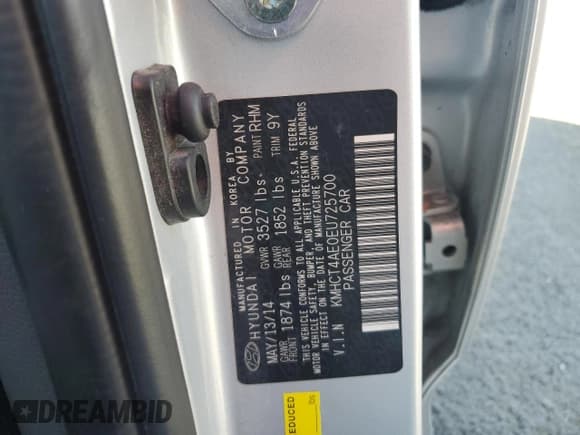 MANUFACTURED IN KOREA BY
HYUNDAI MOTOR COMPANY
MAY/13/14 GVWR 3527 lbs. PAINT RHM
GAWR FRONT 1874 lbs GAWR REAR 1852 lbs TRIM 9Y
THIS VEHICLE CONFORMS TO ALL APPLICABLE U.S.A. FEDERAL
MOTOR VEHICLE SAFETY, BUMPER, AND THEFT PREVENTION STANDARDS
IN EFFECT ON THE DATE OF MANUFACTURE SHOWN ABOVE
V.I.N KMHCT4AE0EU725700
PASSENGER CAR
REDUCED
DREAMBID